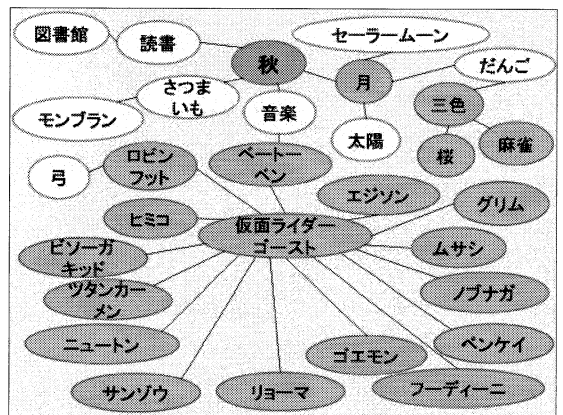 図書館
読書
セーラームーン
秋
だんご
月
さつま
いも
三色
モンブラン
音楽
太陽
麻雀
桜
ロビン
フット
ベートー
ベン
弓
エジソン
グリム
ヒミコ
仮面ライダー
ゴースト
ムサシ
ビソーガ
キッド
ツタンカー
メン
ノブナガ
ニュートン
ベンケイ
ゴエモン
サンゾウ
リョーマ
フーディーニ